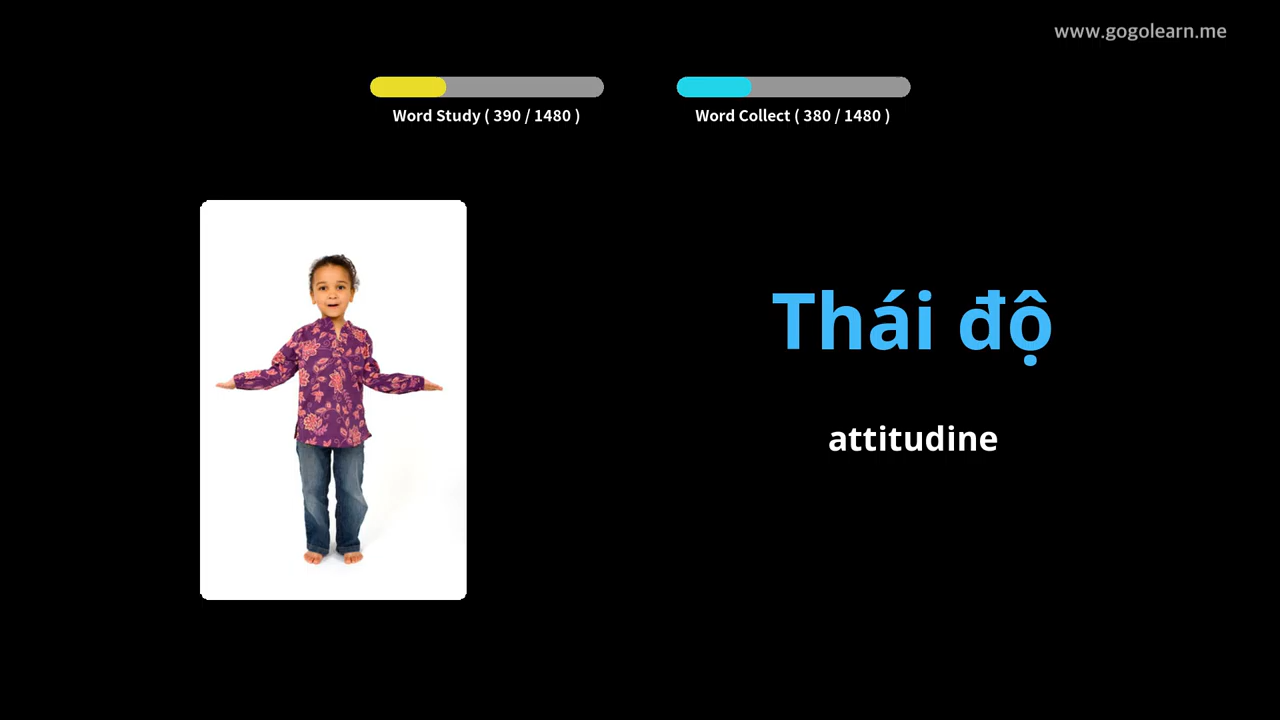 www.gogolearn.me
Word Study ( 390 / 1480 )
Word Collect ( 380 / 1480 )
Thái độ
attitudine